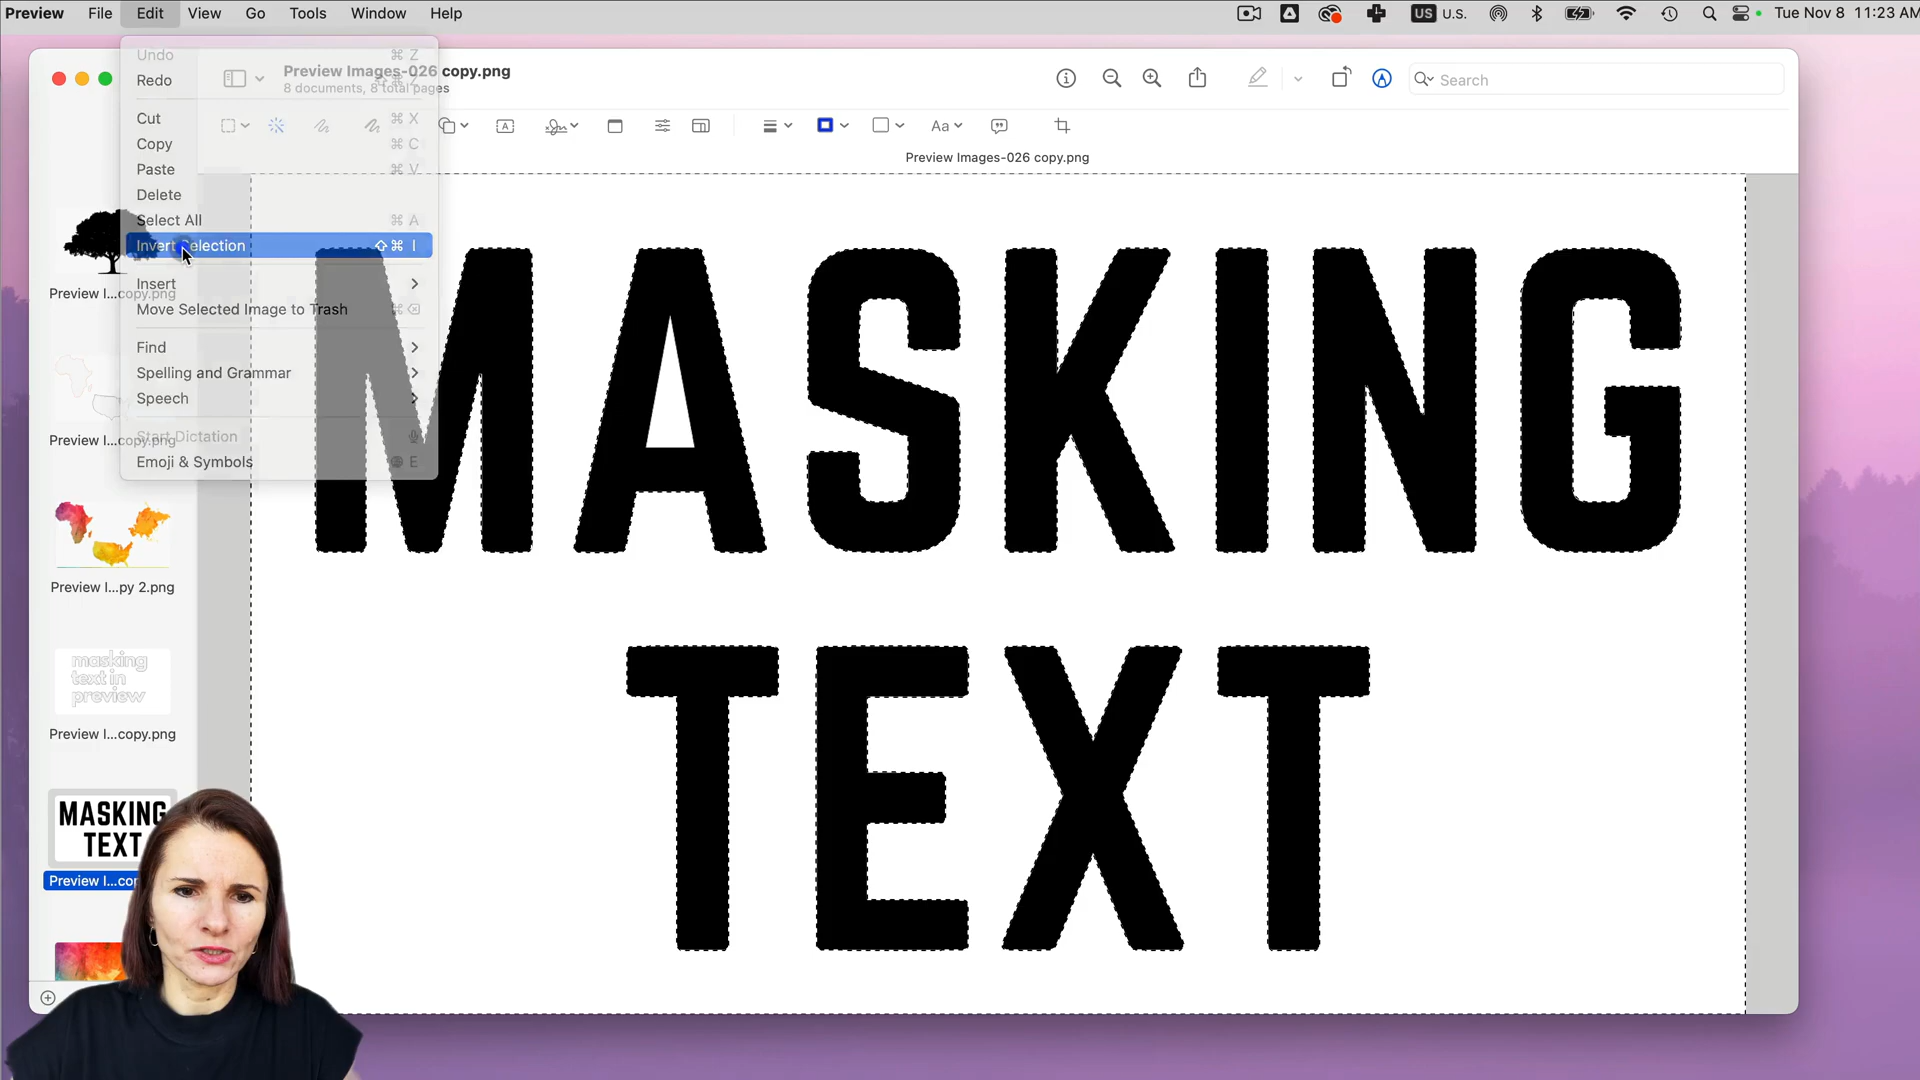 Preview File Edit View Go Tools Window Help US U.S. Tue Nov 8 11:23 AM
Undo ⌘ Z
Redo
Cut ⌘ X
Copy ⌘ C
Paste ⌘ V
Delete
Select All ⌘ A
Invert Selection ⇧ ⌘ I
Insert
Move Selected Image to Trash ⌘ ⌫
Find
Spelling and Grammar
Speech
Start Dictation
Emoji & Symbols E
Preview Images-026 copy.png
8 documents, 8 total pages
Search
Aa
Preview Images-026 copy.png
Preview I...copy.png
Preview I...copy.png
Preview I...py 2.png
masking
text in
preview
Preview I...copy.png
MASKING
TEXT
Preview I...cop
MASKING
TEXT